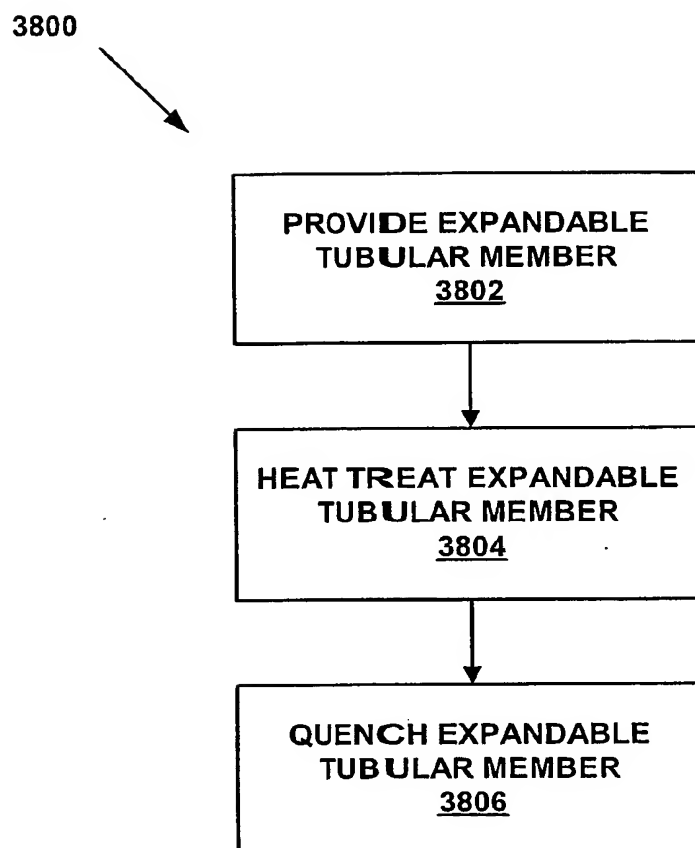 3800
PROVIDE EXPANDABLE
TUBULAR MEMBER
3802
HEAT TREAT EXPANDABLE
TUBULAR MEMBER
3804
QUENCH EXPANDABLE
TUBULAR MEMBER
3806